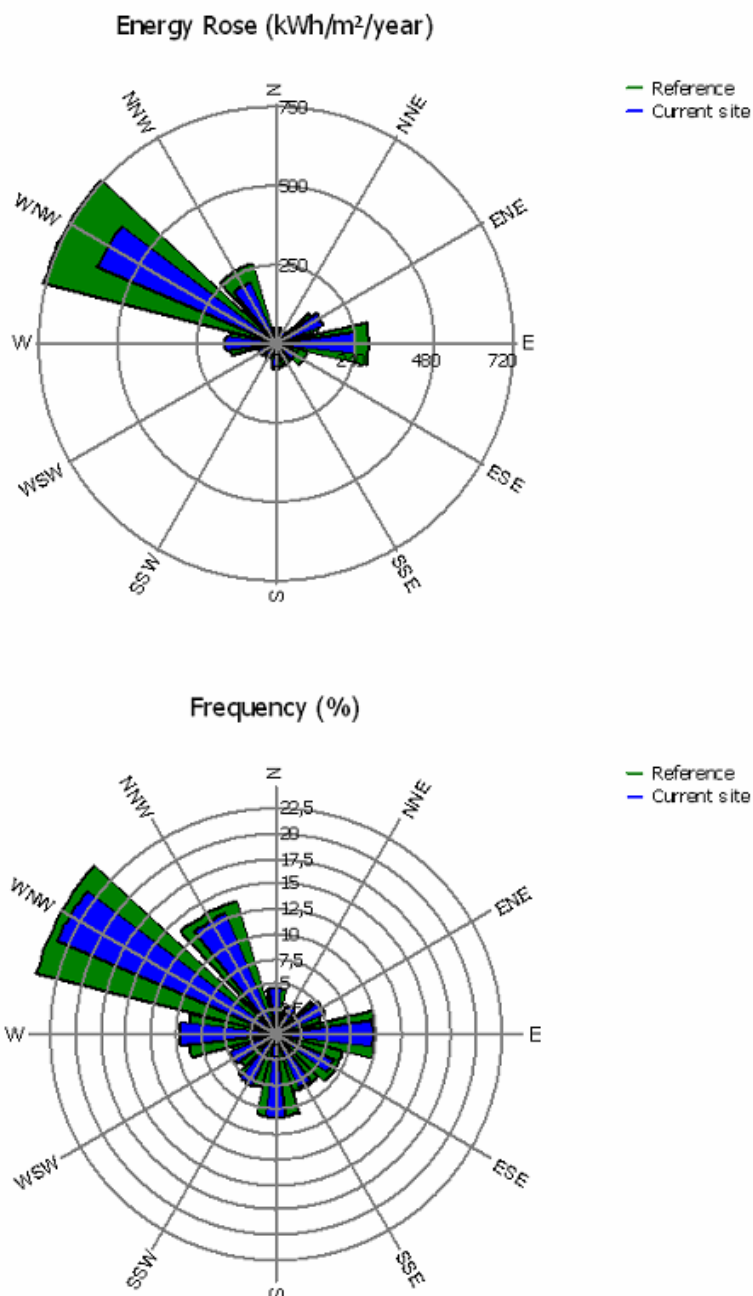 Energy Rose (kWh/m²/year)
Reference
Current site
N
NNE
ENE
E
ESE
SSE
S
SSW
WSW
W
WNW
NNW
750
500
250
480
720
Frequency (%)
Reference
Current site
N
NNE
ENE
E
ESE
SSE
S
SSW
WSW
W
WNW
NNW
22,5
20
17,5
15
12,5
10
7,5
5